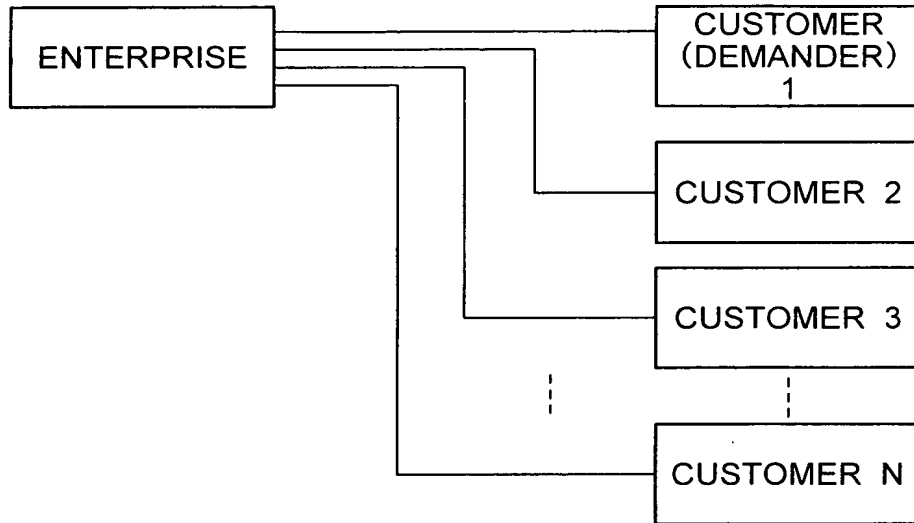 ENTERPRISE
CUSTOMER
(DEMANDER)
1
CUSTOMER 2
CUSTOMER 3
CUSTOMER N